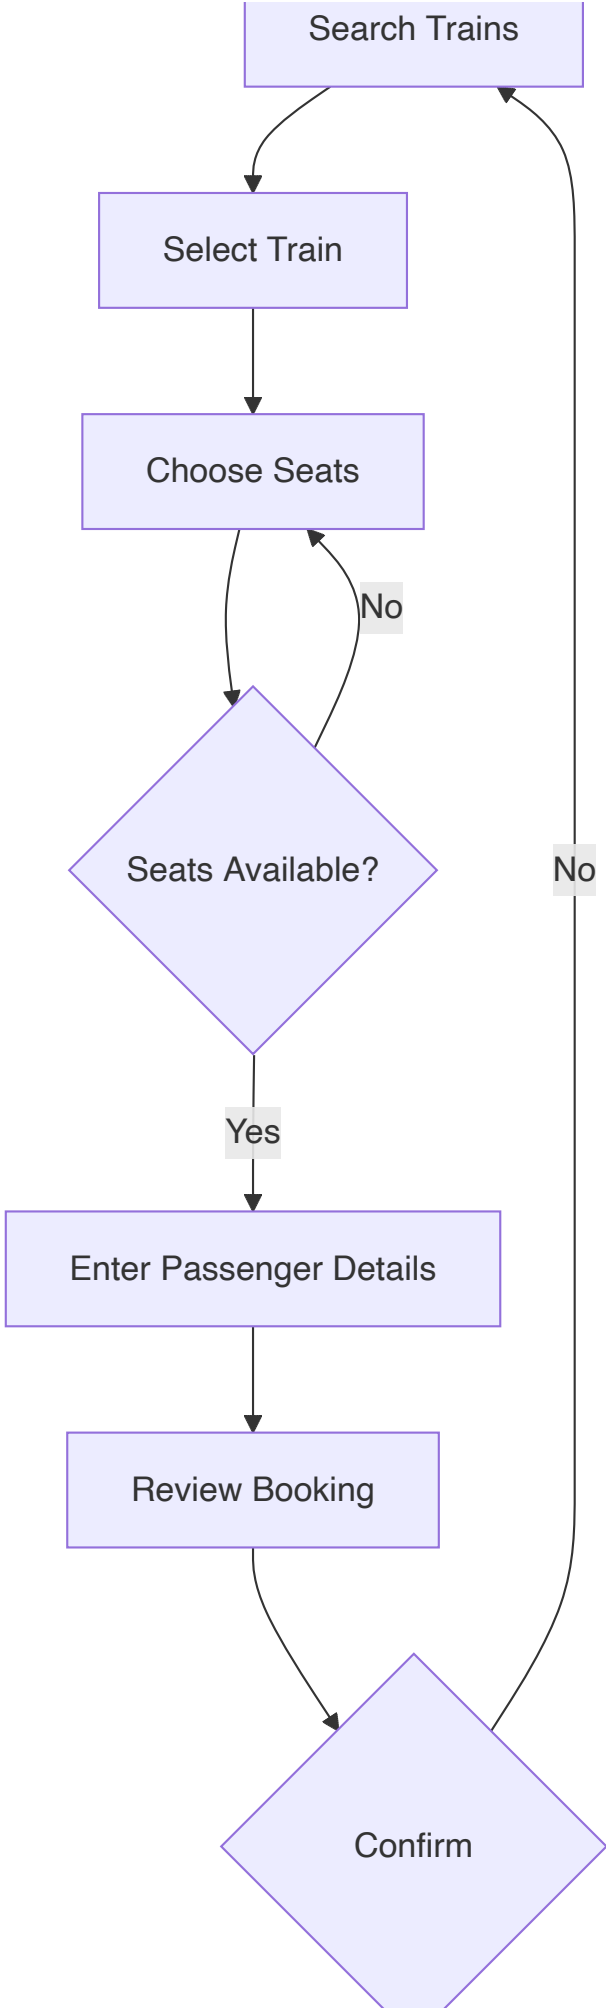 Search Trains
Select Train
Choose Seats
No
Seats Available?
No
Yes
Enter Passenger Details
Review Booking
Confirm